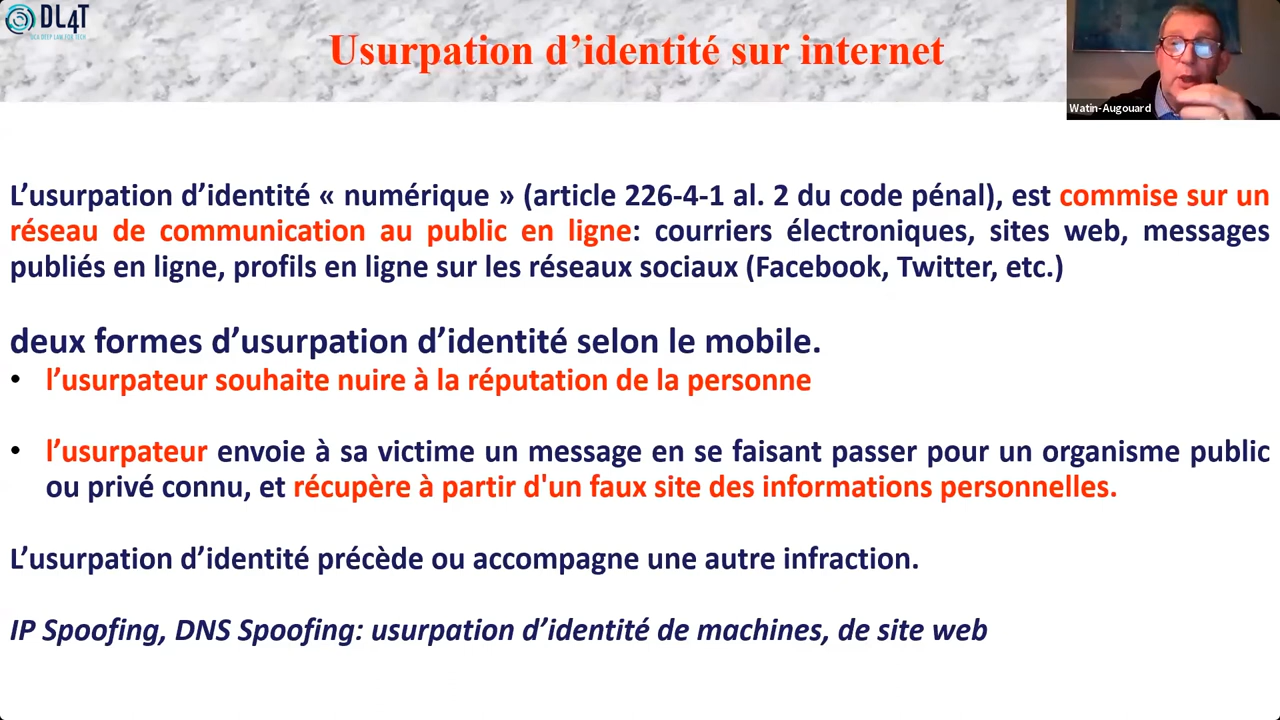 DL4T
Usurpation d’identité sur internet
Watin-Augouard
L’usurpation d’identité « numérique » (article 226-4-1 al. 2 du code pénal), est commise sur un
réseau de communication au public en ligne: courriers électroniques, sites web, messages
publiés en ligne, profils en ligne sur les réseaux sociaux (Facebook, Twitter, etc.)
deux formes d’usurpation d’identité selon le mobile.
• l’usurpateur souhaite nuire à la réputation de la personne
• l’usurpateur envoie à sa victime un message en se faisant passer pour un organisme public
ou privé connu, et récupère à partir d'un faux site des informations personnelles.
L’usurpation d’identité précède ou accompagne une autre infraction.
IP Spoofing, DNS Spoofing: usurpation d’identité de machines, de site web